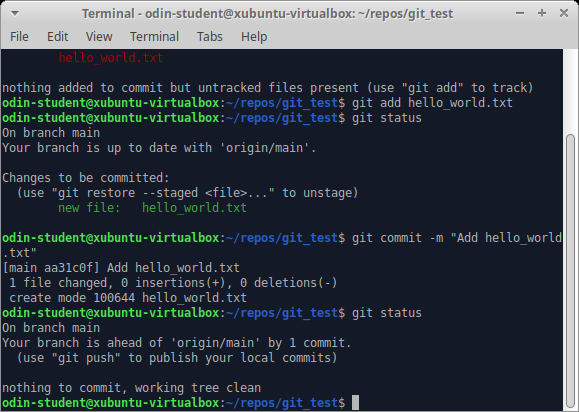 Terminal - odin-student@xubuntu-virtualbox: ~/repos/git_test
File Edit View Terminal Tabs Help
hello_world.txt
nothing added to commit but untracked files present (use "git add" to track)
odin-student@xubuntu-virtualbox:~/repos/git_test$ git add hello_world.txt
odin-student@xubuntu-virtualbox:~/repos/git_test$ git status
On branch main
Your branch is up to date with 'origin/main'.
Changes to be committed:
  (use "git restore --staged <file>..." to unstage)
        new file:   hello_world.txt
odin-student@xubuntu-virtualbox:~/repos/git_test$ git commit -m "Add hello_world
.txt"
[main aa31c0f] Add hello_world.txt
 1 file changed, 0 insertions(+), 0 deletions(-)
 create mode 100644 hello_world.txt
odin-student@xubuntu-virtualbox:~/repos/git_test$ git status
On branch main
Your branch is ahead of 'origin/main' by 1 commit.
  (use "git push" to publish your local commits)
nothing to commit, working tree clean
odin-student@xubuntu-virtualbox:~/repos/git_test$